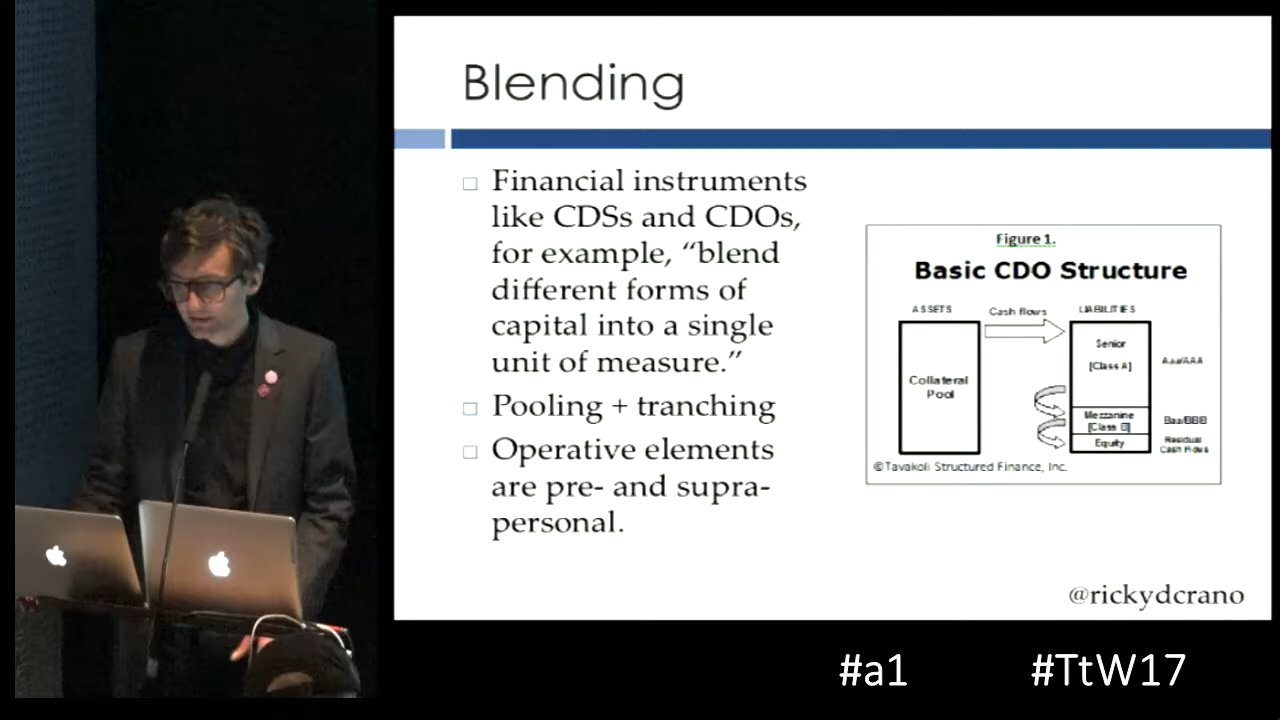 Blending
Financial instruments
like CDSs and CDOs,
for example, “blend
different forms of
capital into a single
unit of measure.”
Pooling + tranching
Operative elements
are pre- and supra-
personal.
Figure 1.
Basic CDO Structure
ASSETS
Cash flows
LIABILITIES
Collateral
Pool
Senior
[Class A]
Aaa/AAA
Mezzanine
[Class B]
Baa/BBB
Equity
Residual
Cash Flows
©Tavakoli Structured Finance, Inc.
@rickydcrano
#a1
#TtW17